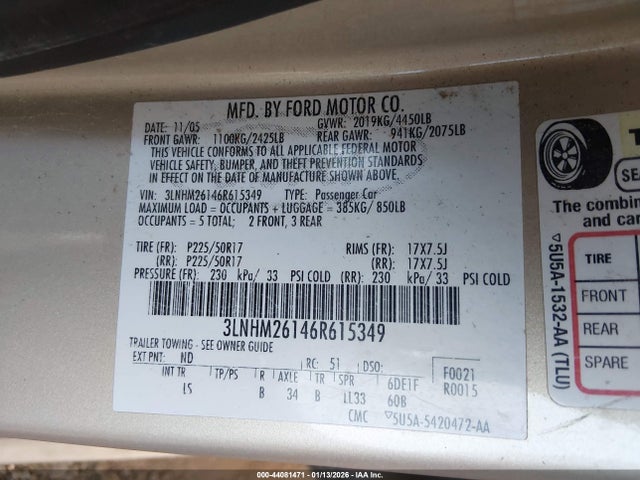 MFD. BY FORD MOTOR CO.
DATE: 11/05 GVWR: 2019KG/4450LB
FRONT GAWR: 1100KG/2425LB REAR GAWR: 941KG/2075LB
THIS VEHICLE CONFORMS TO ALL APPLICABLE FEDERAL MOTOR
VEHICLE SAFETY, BUMPER, AND THEFT PREVENTION STANDARDS
IN EFFECT ON THE DATE OF MANUFACTURE SHOWN ABOVE.
VIN: 3LNHM26146R615349 TYPE: Passenger Car
MAXIMUM LOAD = OCCUPANTS + LUGGAGE = 385KG/ 850LB
OCCUPANTS = 5 TOTAL; 2 FRONT, 3 REAR
TIRE (FR): P225/50R17 RIMS (FR): 17X7.5J
(RR): P225/50R17 (RR): 17X7.5J
PRESSURE (FR): 230 kPa/ 33 PSI COLD (RR): 230 kPa/ 33 PSI COLD
3LNHM26146R615349
TRAILER TOWING - SEE OWNER GUIDE
EXT PNT: ND RC: 51 DSO: F0021
INT TR TP/PS R AXLE TR SPR 6DE1F R0015
LS B 34 B LL33 60B
CMC 5U5A-5420472-AA
5U5A-1532-AA (TLU)
The combin
and car
TIRE
FRONT
REAR
SPARE
000-44081471 - 01/13/2026 - IAA Inc.